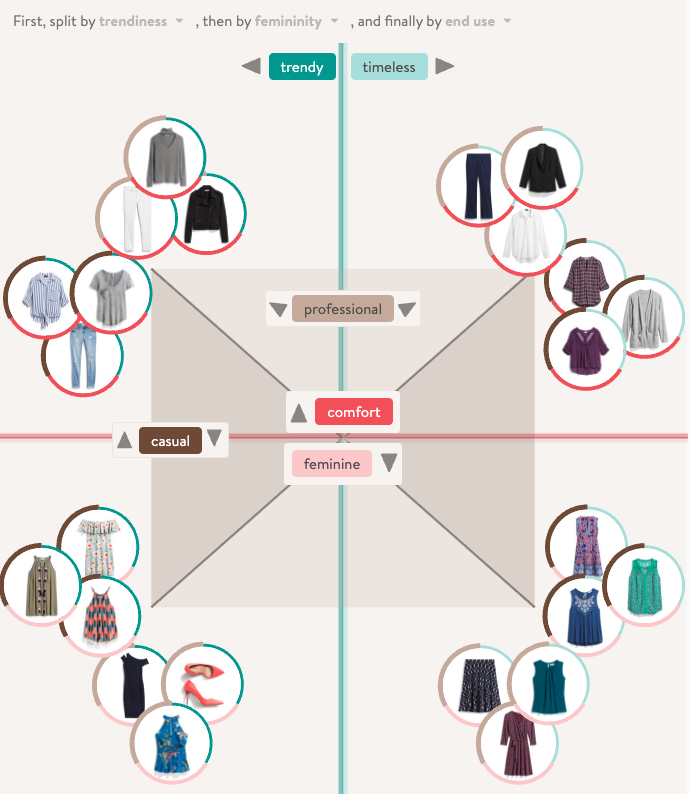 First, split by trendiness , then by femininity , and finally by end use
trendy timeless
professional
comfort
casual
feminine